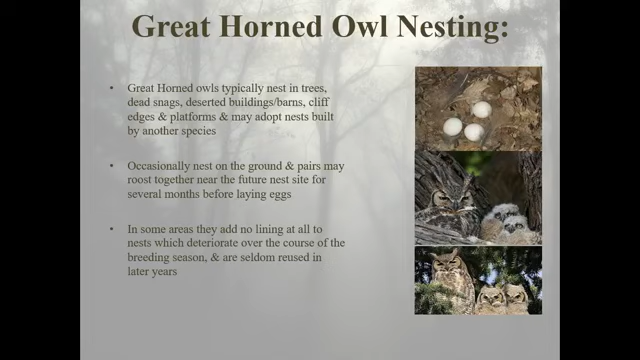 Great Horned Owl Nesting:
• Great Horned owls typically nest in trees,
dead snags, deserted buildings/barns, cliff
edges & platforms & may adopt nests built
by another species
• Occasionally nest on the ground & pairs may
roost together near the future nest site for
several months before laying eggs
• In some areas they add no lining at all to
nests which deteriorate over the course of the
breeding season, & are seldom reused in
later years